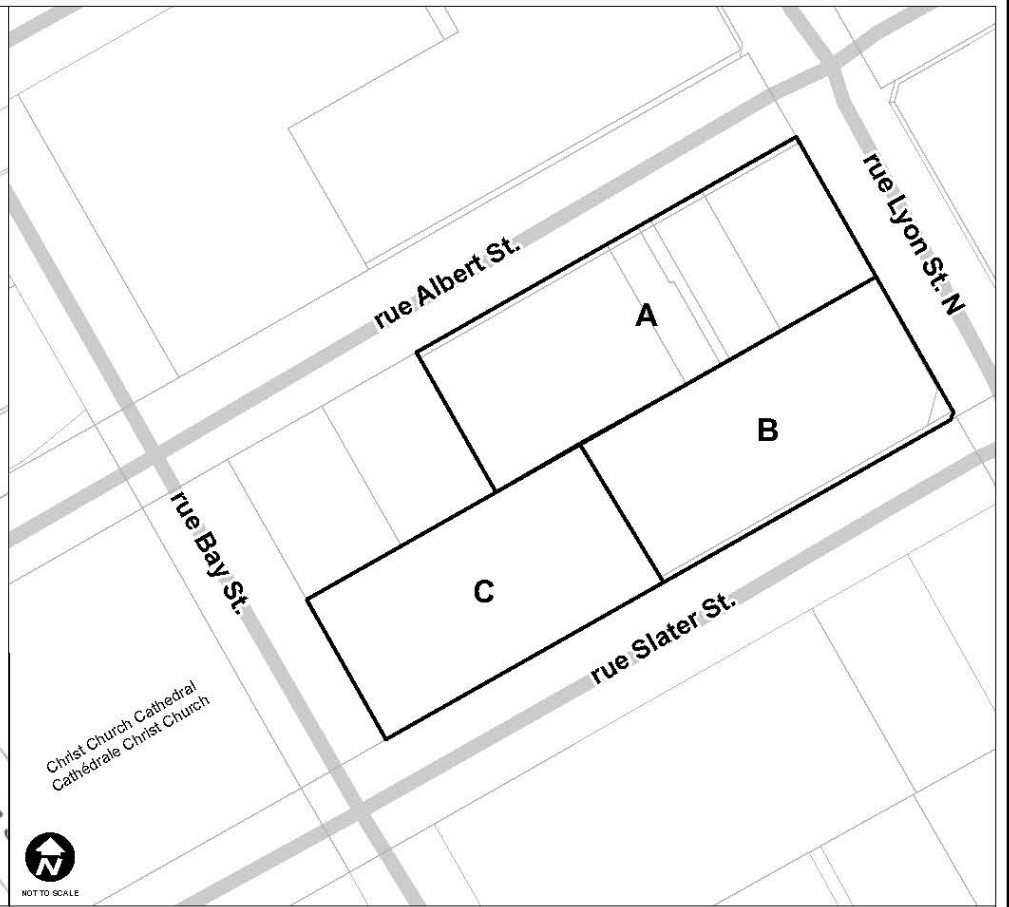 rue Albert St.
rue Lyon St. N
A
B
rue Bay St.
C
rue Slater St.
Christ Church Cathedral
Cathédrale Christ Church
N
NOT TO SCALE